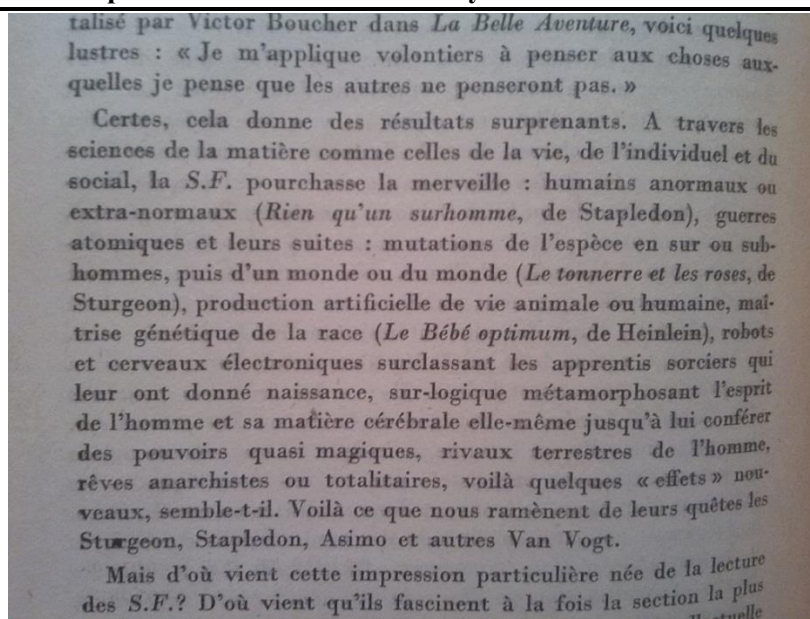 talisé par Victor Boucher dans La Belle Aventure, voici quelques
lustres : « Je m'applique volontiers à penser aux choses aux-
quelles je pense que les autres ne penseront pas. »
Certes, cela donne des résultats surprenants. A travers les
sciences de la matière comme celles de la vie, de l'individuel et du
social, la S.F. pourchasse la merveille : humains anormaux ou
extra-normaux (Rien qu'un surhomme, de Stapledon), guerres
atomiques et leurs suites : mutations de l'espèce en sur ou sub-
hommes, puis d'un monde ou du monde (Le tonnerre et les roses, de
Sturgeon), production artificielle de vie animale ou humaine, maî-
trise génétique de la race (Le Bébé optimum, de Heinlein), robots
et cerveaux électroniques surclassant les apprentis sorciers qui
leur ont donné naissance, sur-logique métamorphosant l'esprit
de l'homme et sa matière cérébrale elle-même jusqu'à lui conférer
des pouvoirs quasi magiques, rivaux terrestres de l'homme,
rêves anarchistes ou totalitaires, voilà quelques « effets » nou-
veaux, semble-t-il. Voilà ce que nous ramènent de leurs quêtes les
Sturgeon, Stapledon, Asimo et autres Van Vogt.
Mais d'où vient cette impression particulière née de la lecture
des S.F.? D'où vient qu'ils fascinent à la fois la section la plus